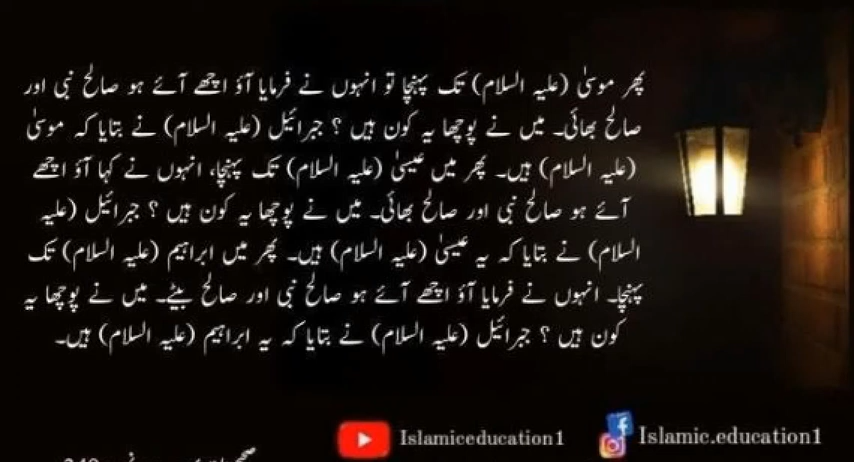 پھر موسیٰ (علیہ السلام) تک پہنچا تو انہوں نے فرمایا آؤ اچھے آئے ہو صالح نبی اور
صالح بھائی۔ میں نے پوچھا یہ کون ہیں ؟ جبرائیل (علیہ السلام) نے بتایا کہ موسیٰ
(علیہ السلام) ہیں۔ پھر میں عیسیٰ (علیہ السلام) تک پہنچا، انہوں نے کہا آؤ اچھے
آئے ہو صالح نبی اور صالح بھائی۔ میں نے پوچھا یہ کون ہیں ؟ جبرائیل (علیہ
السلام) نے بتایا کہ یہ عیسیٰ (علیہ السلام) ہیں۔ پھر میں ابراہیم (علیہ السلام) تک
پہنچا۔ انہوں نے فرمایا آؤ اچھے آئے ہو صالح نبی اور صالح بیٹے۔ میں نے پوچھا یہ
کون ہیں ؟ جبرائیل (علیہ السلام) نے بتایا کہ یہ ابراہیم (علیہ السلام) ہیں۔
Islamiceducation1
Islamic.education1